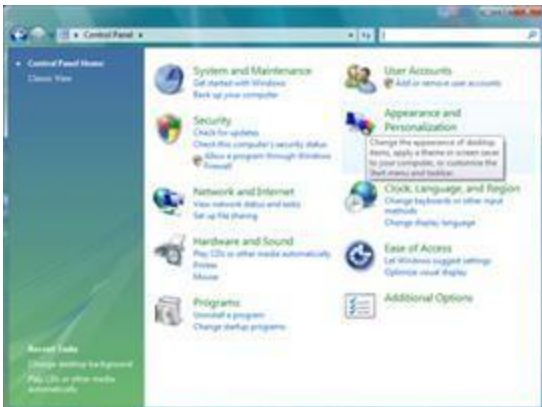 Control Panel
Control Panel Home
Classic View
System and Maintenance
Get started with Windows
Back up your computer
Security
Check for updates
Check this computer's security status
Allow a program through Windows
Firewall
Network and Internet
View network status and tasks
Set up file sharing
Hardware and Sound
Play CDs or other media automatically
Printer
Mouse
Programs
Uninstall a program
Change startup programs
User Accounts
Add or remove user accounts
Appearance and
Personalization
Change the appearance of desktop
items, apply a theme or screen saver
to your computer, or customize the
Start menu and taskbar.
Clock, Language, and Region
Change keyboards or other input
methods
Change display language
Ease of Access
Let Windows suggest settings
Optimize visual display
Additional Options
Recent Tasks
Change desktop background
Play CDs or other media
automatically